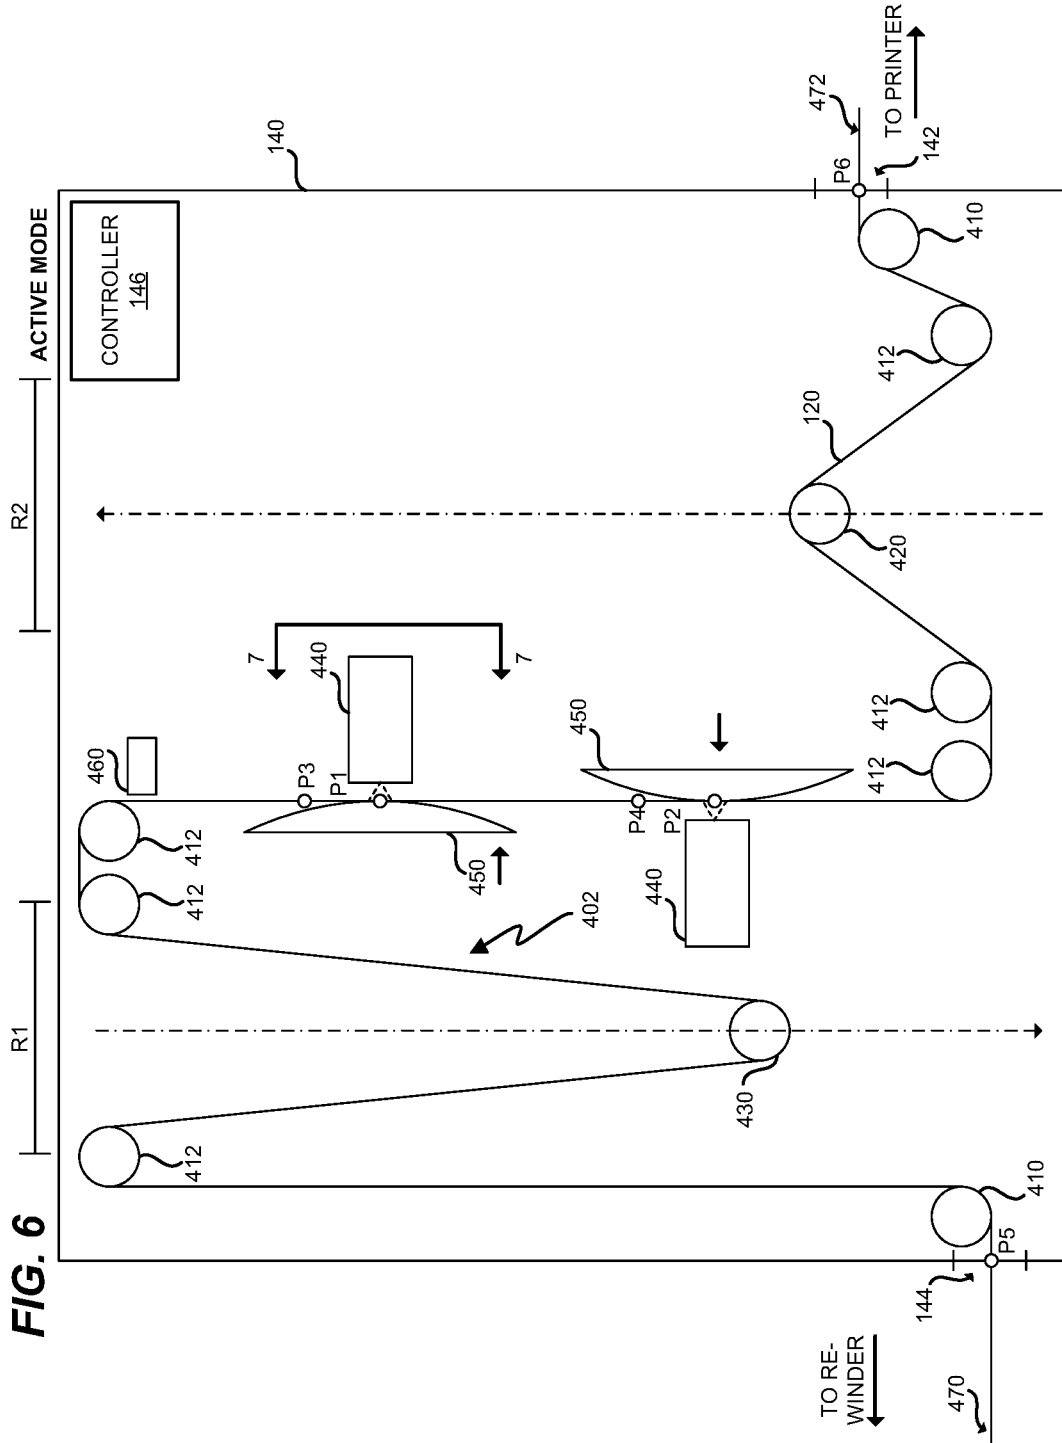 FIG. 6
R1
R2
ACTIVE MODE
CONTROLLER
146
140
412
412
412
460
P3
P1
440
7
7
450
402
450
P4
P2
440
430
412
412
420
120
412
410
P6
472
TO PRINTER
142
410
P5
144
TO RE-
WINDER
470